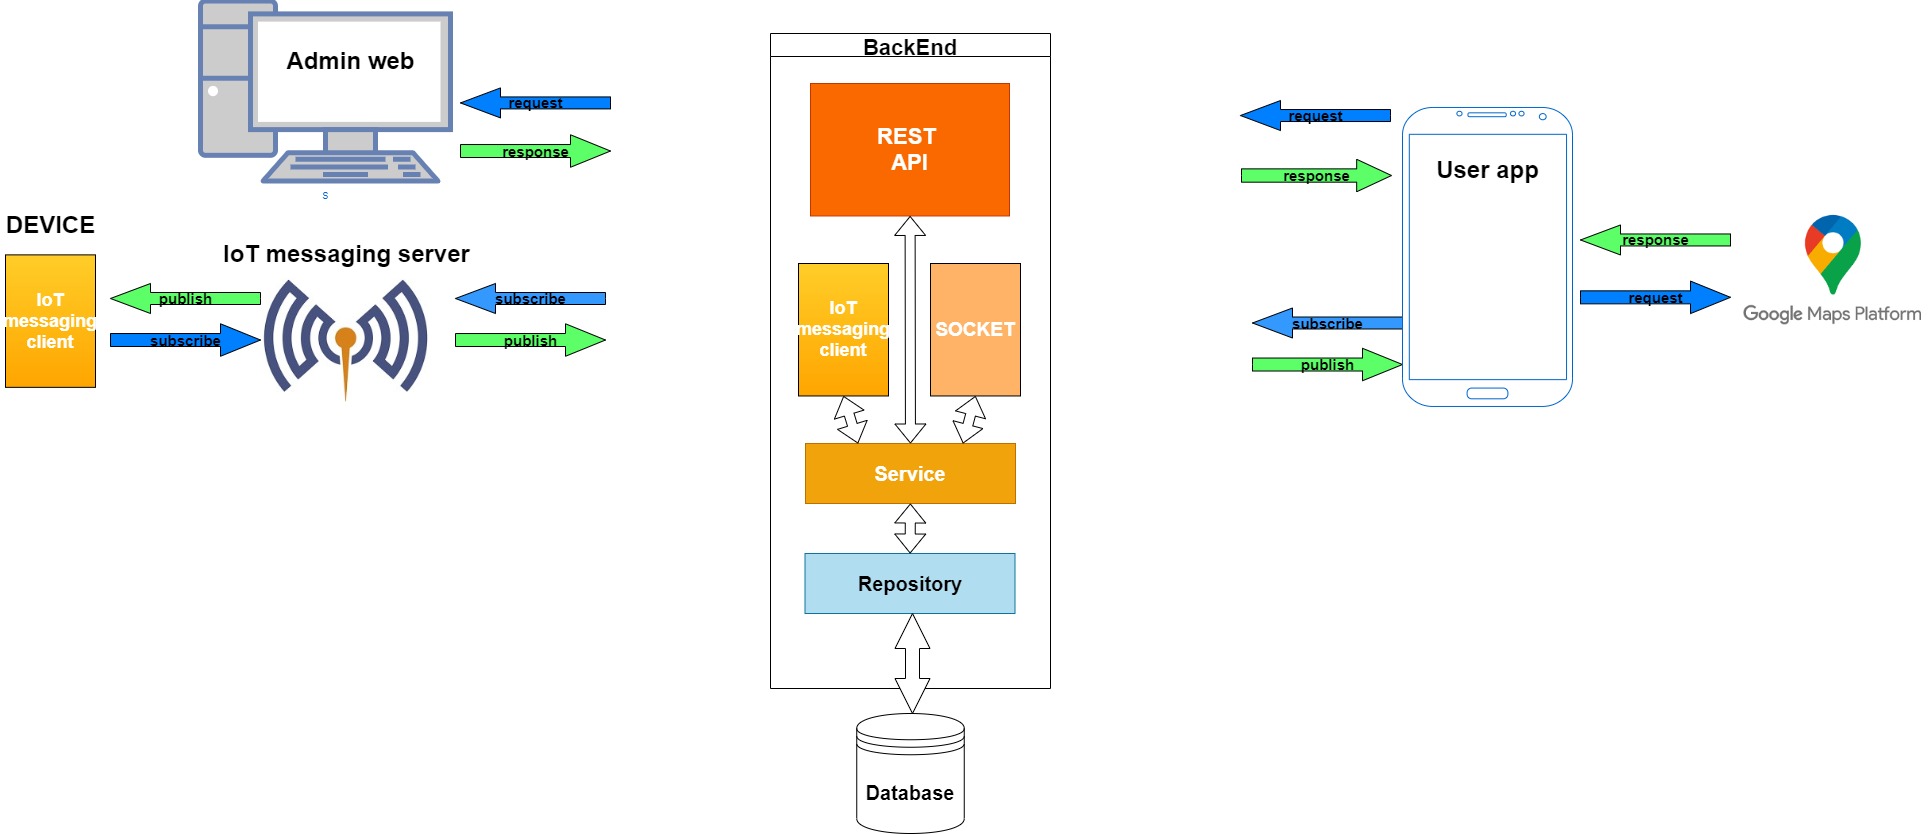 Admin web
request
response
s
DEVICE
IoT
messaging
client
publish
subscribe
IoT messaging server
subscribe
publish
BackEnd
REST
API
IoT
messaging
client
SOCKET
Service
Repository
Database
request
response
subscribe
publish
User app
response
request
Google Maps Platform